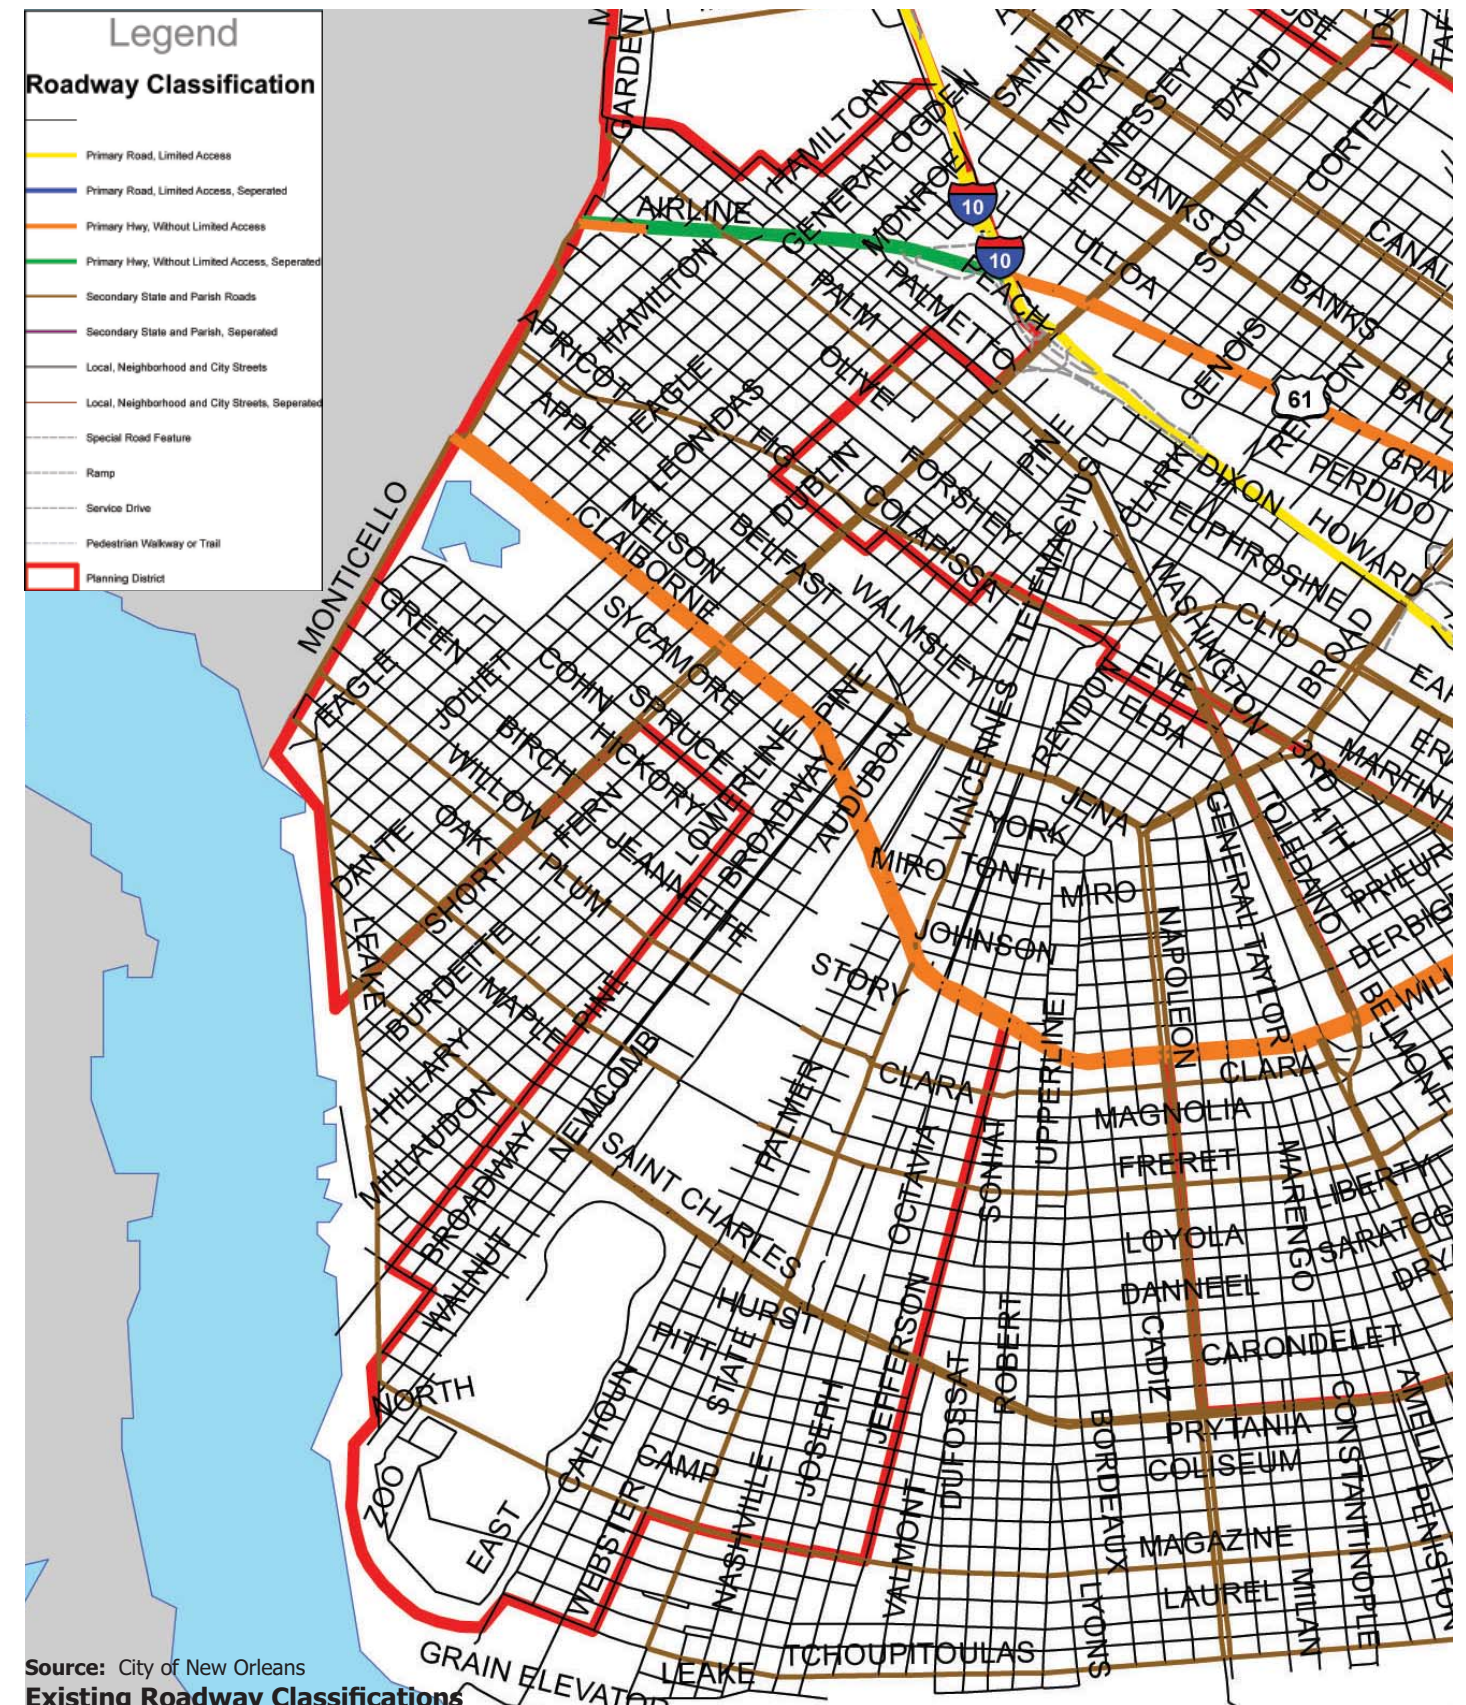 Legend
Roadway Classification
Primary Road, Limited Access
Primary Road, Limited Access, Seperated
Primary Hwy, Without Limited Access
Primary Hwy, Without Limited Access, Seperated
Secondary State and Parish Roads
Secondary State and Parish, Seperated
Local, Neighborhood and City Streets
Local, Neighborhood and City Streets, Seperated
Special Road Feature
Ramp
Service Drive
Pedestrian Walkway or Trail
Planning District
GARDEN
HAMILTON
GENERAL OGDEN
MONROE
SAINT
MURAT
HENNESSEY
DAVID
CORTEZ
SCOTT
BANKS
CANAL
10
10
AIRLINE
HAMILTON
PALM
PALMETTO
PEACH
ULLOA
BANKS
GENOIS
61
APRICOT
EAGLE
LEONIDAS
OLIVE
APPLE
FIG
DUBLIN
FORSHEY
COLAPISSA
PINE
TELEMACHUS
CLARK
DIXON
PERDIDO
HOWARD
EUPHROSINE
MONTICELLO
CLAIBORNE
NELSON
BELFAST
WALMSLEY
WASHINGTON
CLIO
BROAD
GREEN
EAGLE
JOLIET
COHN
SYCAMORE
SPRUCE
HICKORY
BIRCH
WILLOW
FERN
OAK
PLUM
JEANNETTE
LOWERLINE
BROADWAY
PINE
AUDUBON
VINCENNES
RENDON
ELBA
EVE
3RD
4TH
MARTIN
JENA
YORK
TONTI
MIRO
MIRO
JOHNSON
GENERAL TAYLOR
TOLEDANO
PRIEUR
NAPOLEON
BELMONT
DANTE
SHORT
LEAKE
BURDETTE
MAPLE
PINE
HILLARY
MILLAUDON
NEWCOMB
BROADWAY
WALNUT
STORY
CLARA
CLARA
PALMER
UPPERLINE
MAGNOLIA
FRERET
LIBERTY
MARENGO
OCTAVIA
SONIAT
SAINT CHARLES
LOYOLA
DANNEEL
HURST
PITT
STATE
JEFFERSON
ROBERT
CADIZ
CARONDELET
PRYTANIA
COLISEUM
AMELIA
NORTH
CALHOUN
CAMP
JOSEPH
DUFOSSAT
BORDEAUX
CONSTANTINOPLE
PENISTON
ZOO
EAST
WEBSTER
NASHVILLE
VALMONT
MAGAZINE
LAUREL
LYONS
MILAN
TCHOUPITOULAS
LEAKE
GRAIN ELEVATOR
Source: City of New Orleans
Existing Roadway Classifications